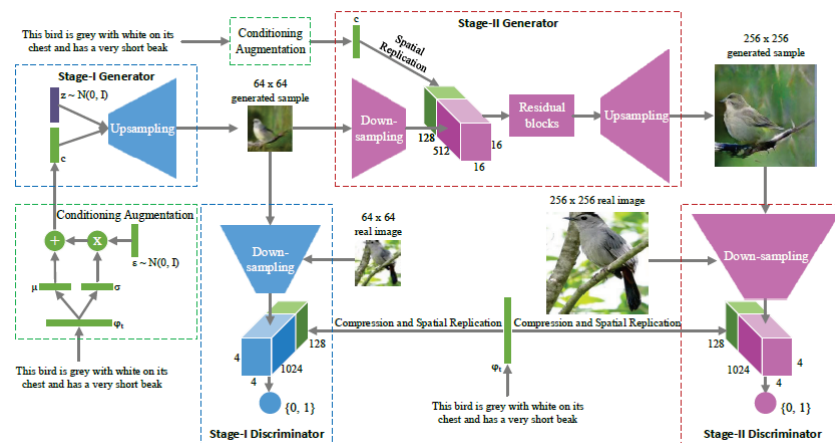 This bird is grey with white on its
chest and has a very short beak
Conditioning
Augmentation
c
Stage-II Generator
Spatial
Replication
256 x 256
generated sample
Stage-I Generator
z ~ N(0, I)
c
Upsampling
64 x 64
generated sample
Down-
sampling
128
512
16
16
Residual
blocks
Upsampling
Conditioning Augmentation
+
x
ε ~ N(0, I)
μ
σ
φt
This bird is grey with white on its
chest and has a very short beak
64 x 64
real image
Down-
sampling
256 x 256 real image
Down-sampling
Compression and Spatial Replication
Compression and Spatial Replication
4
4
1024
128
{0, 1}
Stage-I Discriminator
φt
This bird is grey with white on its
chest and has a very short beak
128
1024
4
4
{0, 1}
Stage-II Discriminator